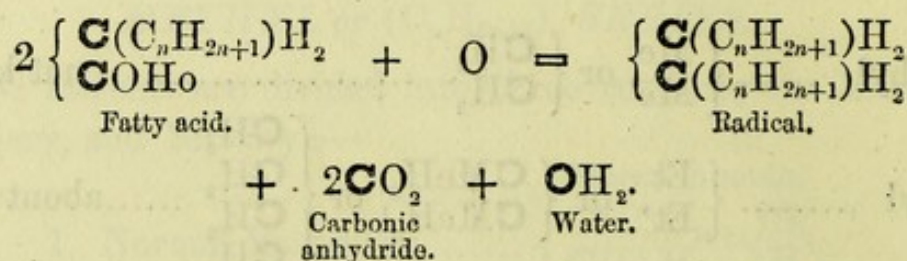 2 { C(CₙH₂ₙ₊₁)H₂ + O = { C(CₙH₂ₙ₊₁)H₂
{ COHo { C(CₙH₂ₙ₊₁)H₂
Fatty acid. Radical.
+ 2CO₂ + OH₂.
Carbonic Water.
anhydride.